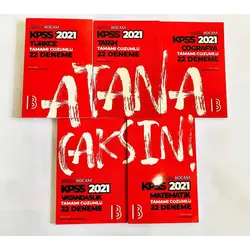 KPSS 2021
TÜRKÇE
TAMAMI ÇÖZÜMLÜ
22 DENEME
KPSS 2021
TARİH
TAMAMI ÇÖZÜMLÜ
22 DENEME
KPSS 2021
COĞRAFYA
TAMAMI ÇÖZÜMLÜ
22 DENEME
ATANA
CAKSIN!
KPSS 2021
VATANDAŞLIK
TAMAMI ÇÖZÜMLÜ
22 DENEME
KPSS 2021
MATEMATİK
TAMAMI ÇÖZÜMLÜ
22 DENEME